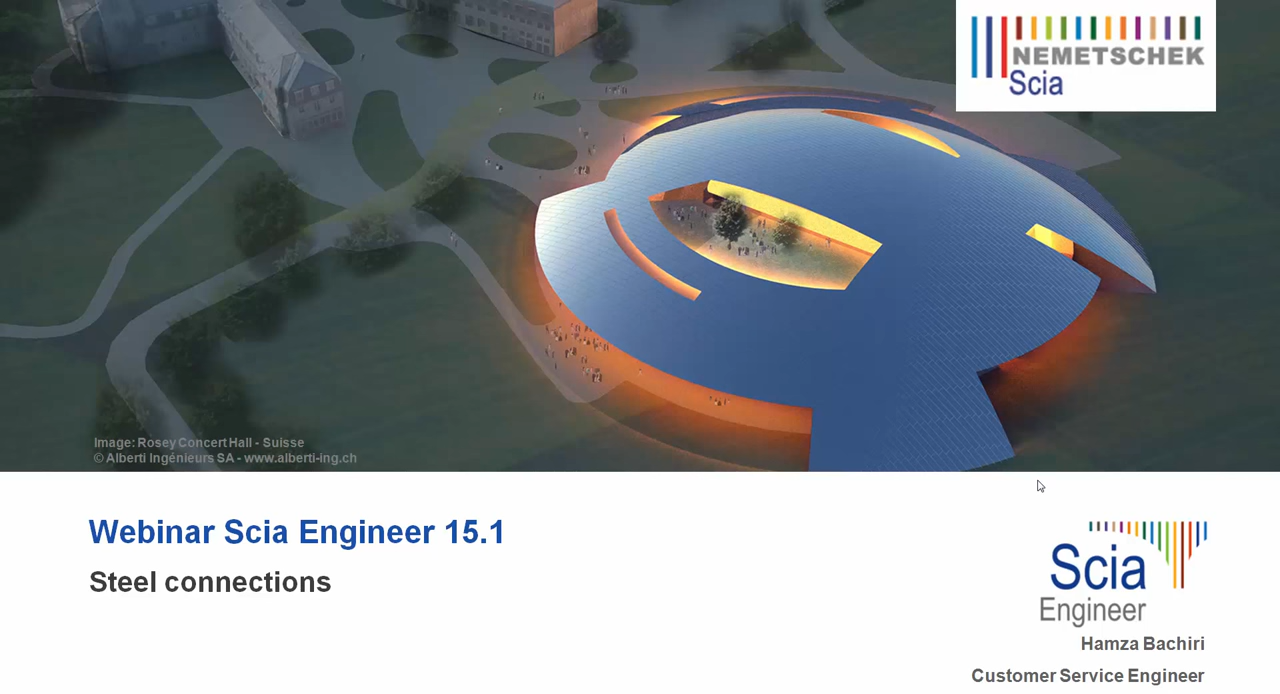 NEMETSCHEK
Scia
Image: Rosey Concert Hall - Suisse
© Alberti Ingénieurs SA - www.alberti-ing.ch
Webinar Scia Engineer 15.1
Steel connections
Scia
Engineer
Hamza Bachiri
Customer Service Engineer